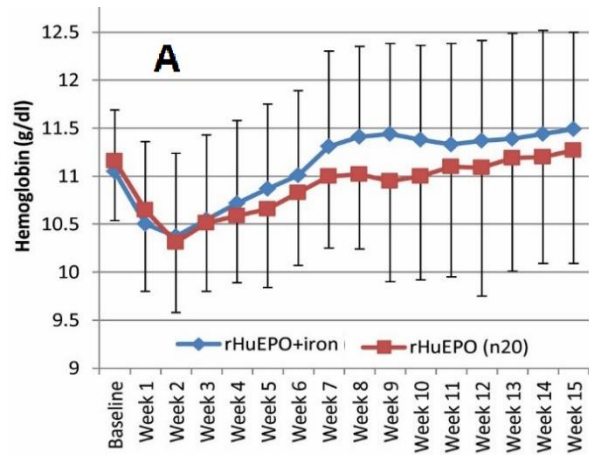 12.5
A
12
11.5
11
10.5
10
9.5
9
Hemoglobin (g/dl)
rHuEPO+iron (
rHuEPO (n20)
Baseline
Week 1
Week 2
Week 3
Week 4
Week 5
Week 6
Week 7
Week 8
Week 9
Week 10
Week 11
Week 12
Week 13
Week 14
Week 15